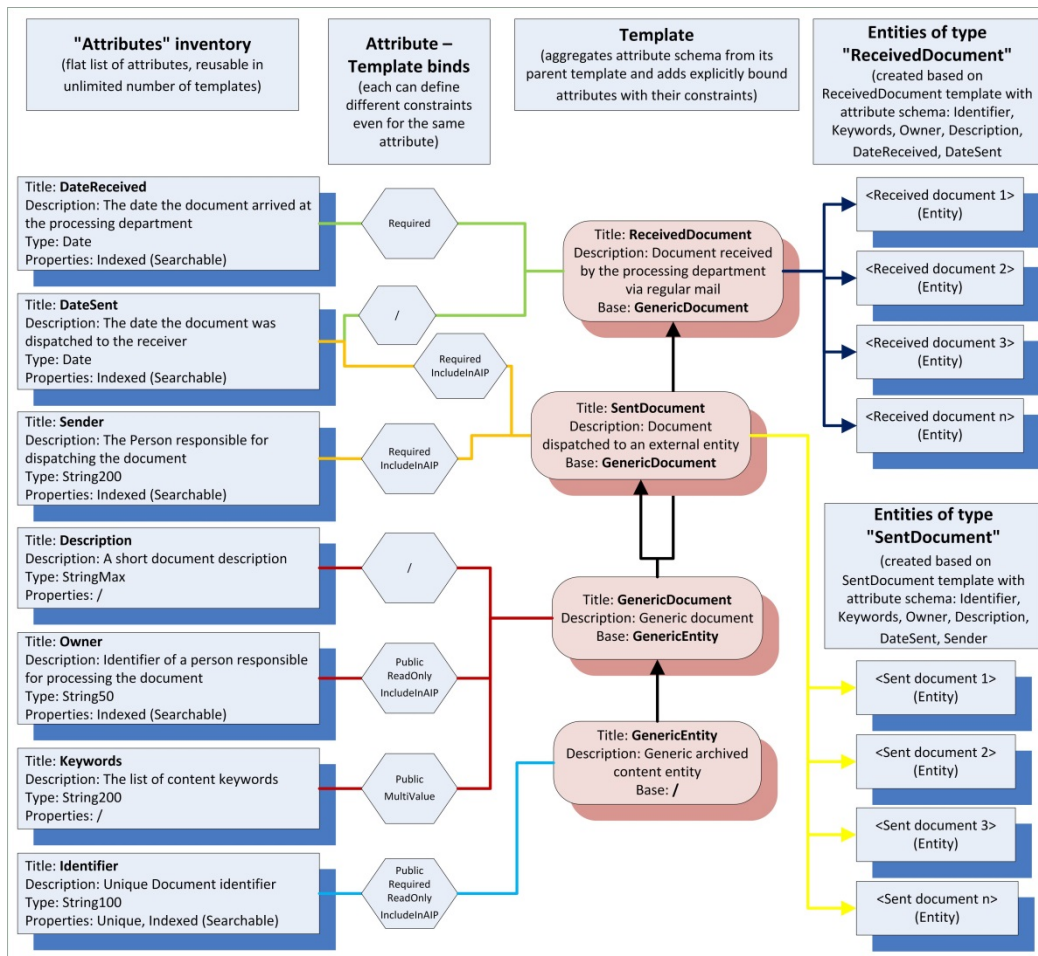 "Attributes" inventory
(flat list of attributes, reusable in
unlimited number of templates)
Attribute –
Template binds
(each can define
different constraints
even for the same
attribute)
Template
(aggregates attribute schema from its
parent template and adds explicitly bound
attributes with their constraints)
Entities of type
"ReceivedDocument"
(created based on
ReceivedDocument template with
attribute schema: Identifier,
Keywords, Owner, Description,
DateReceived, DateSent
Title: DateReceived
Description: The date the document arrived at
the processing department
Type: Date
Properties: Indexed (Searchable)
Required
Title: ReceivedDocument
Description: Document received
by the processing department
via regular mail
Base: GenericDocument
<Received document 1>
(Entity)
<Received document 2>
(Entity)
<Received document 3>
(Entity)
<Received document n>
(Entity)
Title: DateSent
Description: The date the document was
dispatched to the receiver
Type: Date
Properties: Indexed (Searchable)
/
Required
IncludeInAIP
Title: Sender
Description: The Person responsible for
dispatching the document
Type: String200
Properties: Indexed (Searchable)
Required
IncludeInAIP
Title: SentDocument
Description: Document
dispatched to an external entity
Base: GenericDocument
Entities of type
"SentDocument"
(created based on
SentDocument template with
attribute schema: Identifier,
Keywords, Owner, Description,
DateSent, Sender
Title: Description
Description: A short document description
Type: StringMax
Properties: /
/
Title: GenericDocument
Description: Generic document
Base: GenericEntity
Title: Owner
Description: Identifier of a person responsible
for processing the document
Type: String50
Properties: Indexed (Searchable)
Public
ReadOnly
IncludeInAIP
<Sent document 1>
(Entity)
<Sent document 2>
(Entity)
<Sent document 3>
(Entity)
<Sent document n>
(Entity)
Title: Keywords
Description: The list of content keywords
Type: String200
Properties: /
Public
MultiValue
Title: GenericEntity
Description: Generic archived
content entity
Base: /
Title: Identifier
Description: Unique Document identifier
Type: String100
Properties: Unique, Indexed (Searchable)
Public
Required
ReadOnly
IncludeInAIP